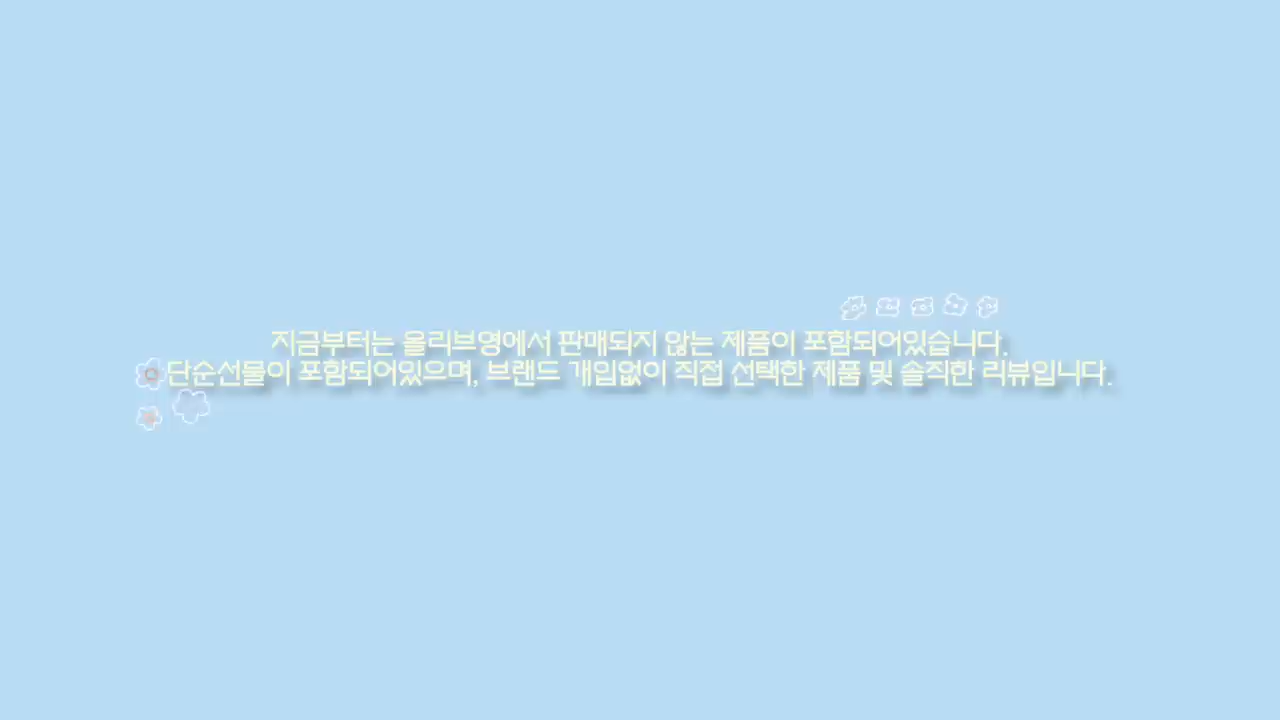 지금부터는 올리브영에서 판매되지 않는 제품이 포함되어있습니다.
단순선물이 포함되어있으며, 브랜드 개입없이 직접 선택한 제품 및 솔직한 리뷰입니다.